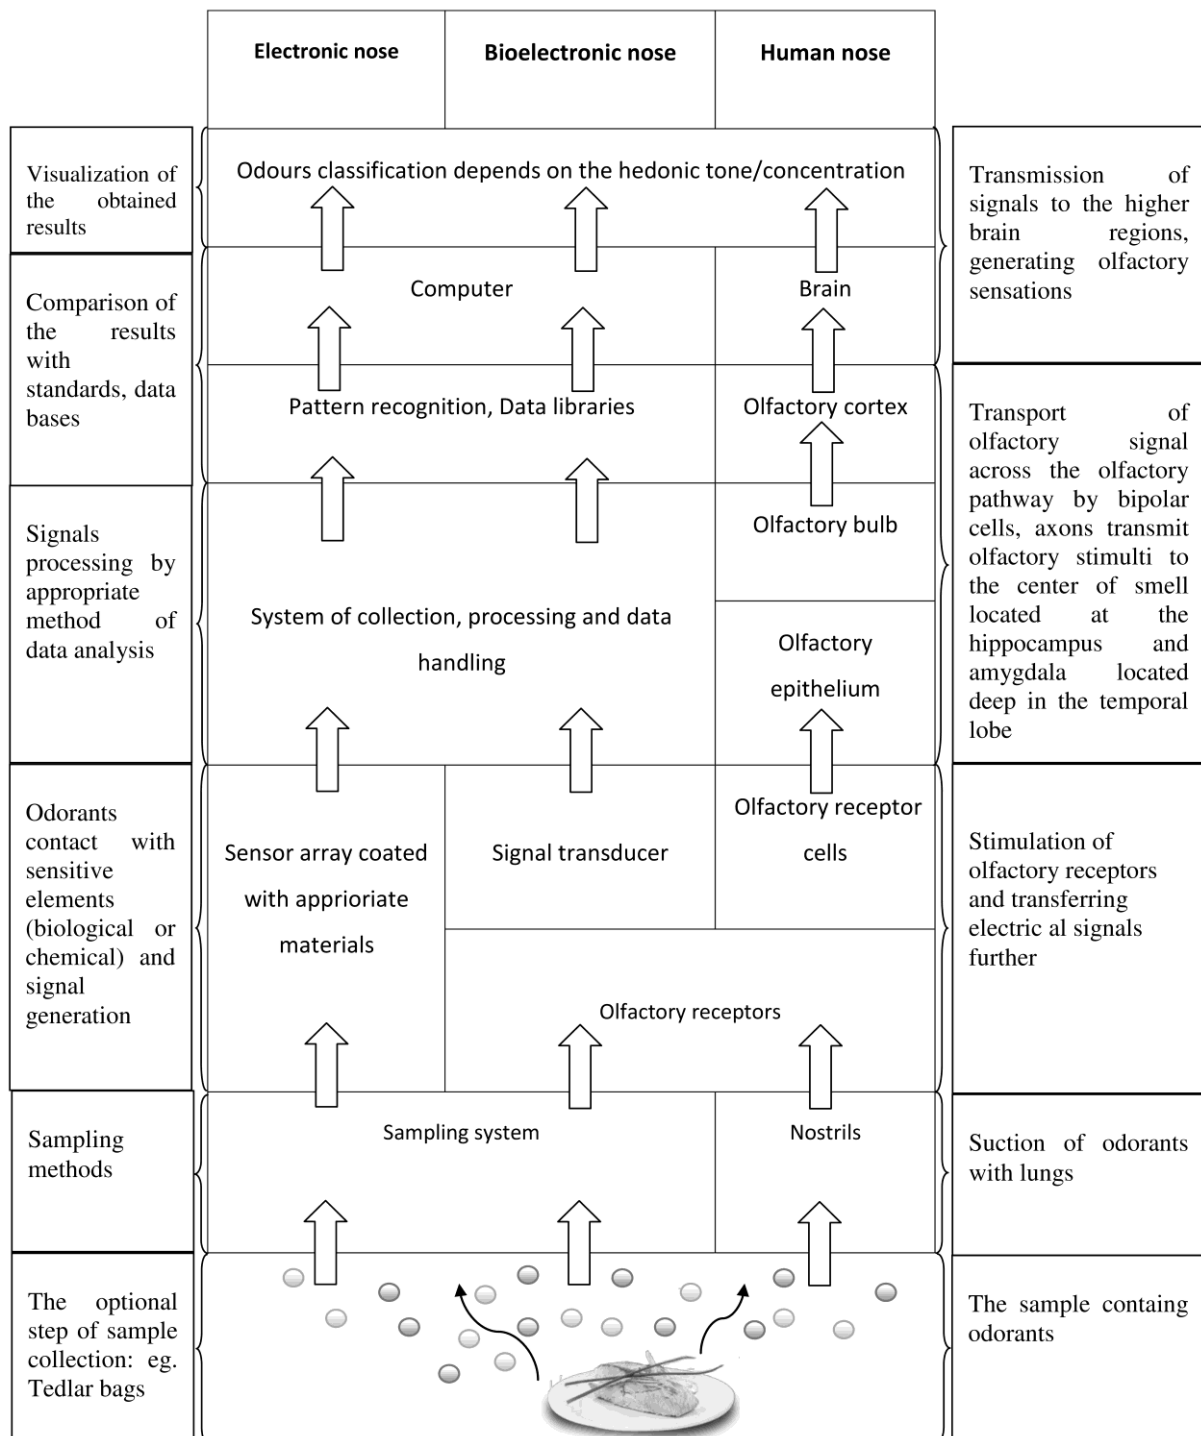 Electronic nose
Bioelectronic nose
Human nose
Visualization of
the obtained
results
Odours classification depends on the hedonic tone/concentration
Transmission of
signals to the higher
brain regions,
generating olfactory
sensations
Comparison of
the results
with
standards, data
bases
Computer
Brain
Pattern recognition, Data libraries
Olfactory cortex
Transport of
olfactory signal
across the olfactory
pathway by bipolar
cells, axons transmit
olfactory stimulti to
the center of smell
located at the
hippocampus and
amygdala located
deep in the temporal
lobe
Signals
processing by
appropriate
method of
data analysis
System of collection, processing and data
handling
Olfactory bulb
Olfactory
epithelium
Odorants
contact with
sensitive
elements
(biological or
chemical) and
signal
generation
Sensor array coated
with apprioriate
materials
Signal transducer
Olfactory receptor
cells
Olfactory receptors
Stimulation of
olfactory receptors
and transferring
electric al signals
further
Sampling
methods
Sampling system
Nostrils
Suction of odorants
with lungs
The optional
step of sample
collection: eg.
Tedlar bags
The sample containg
odorants